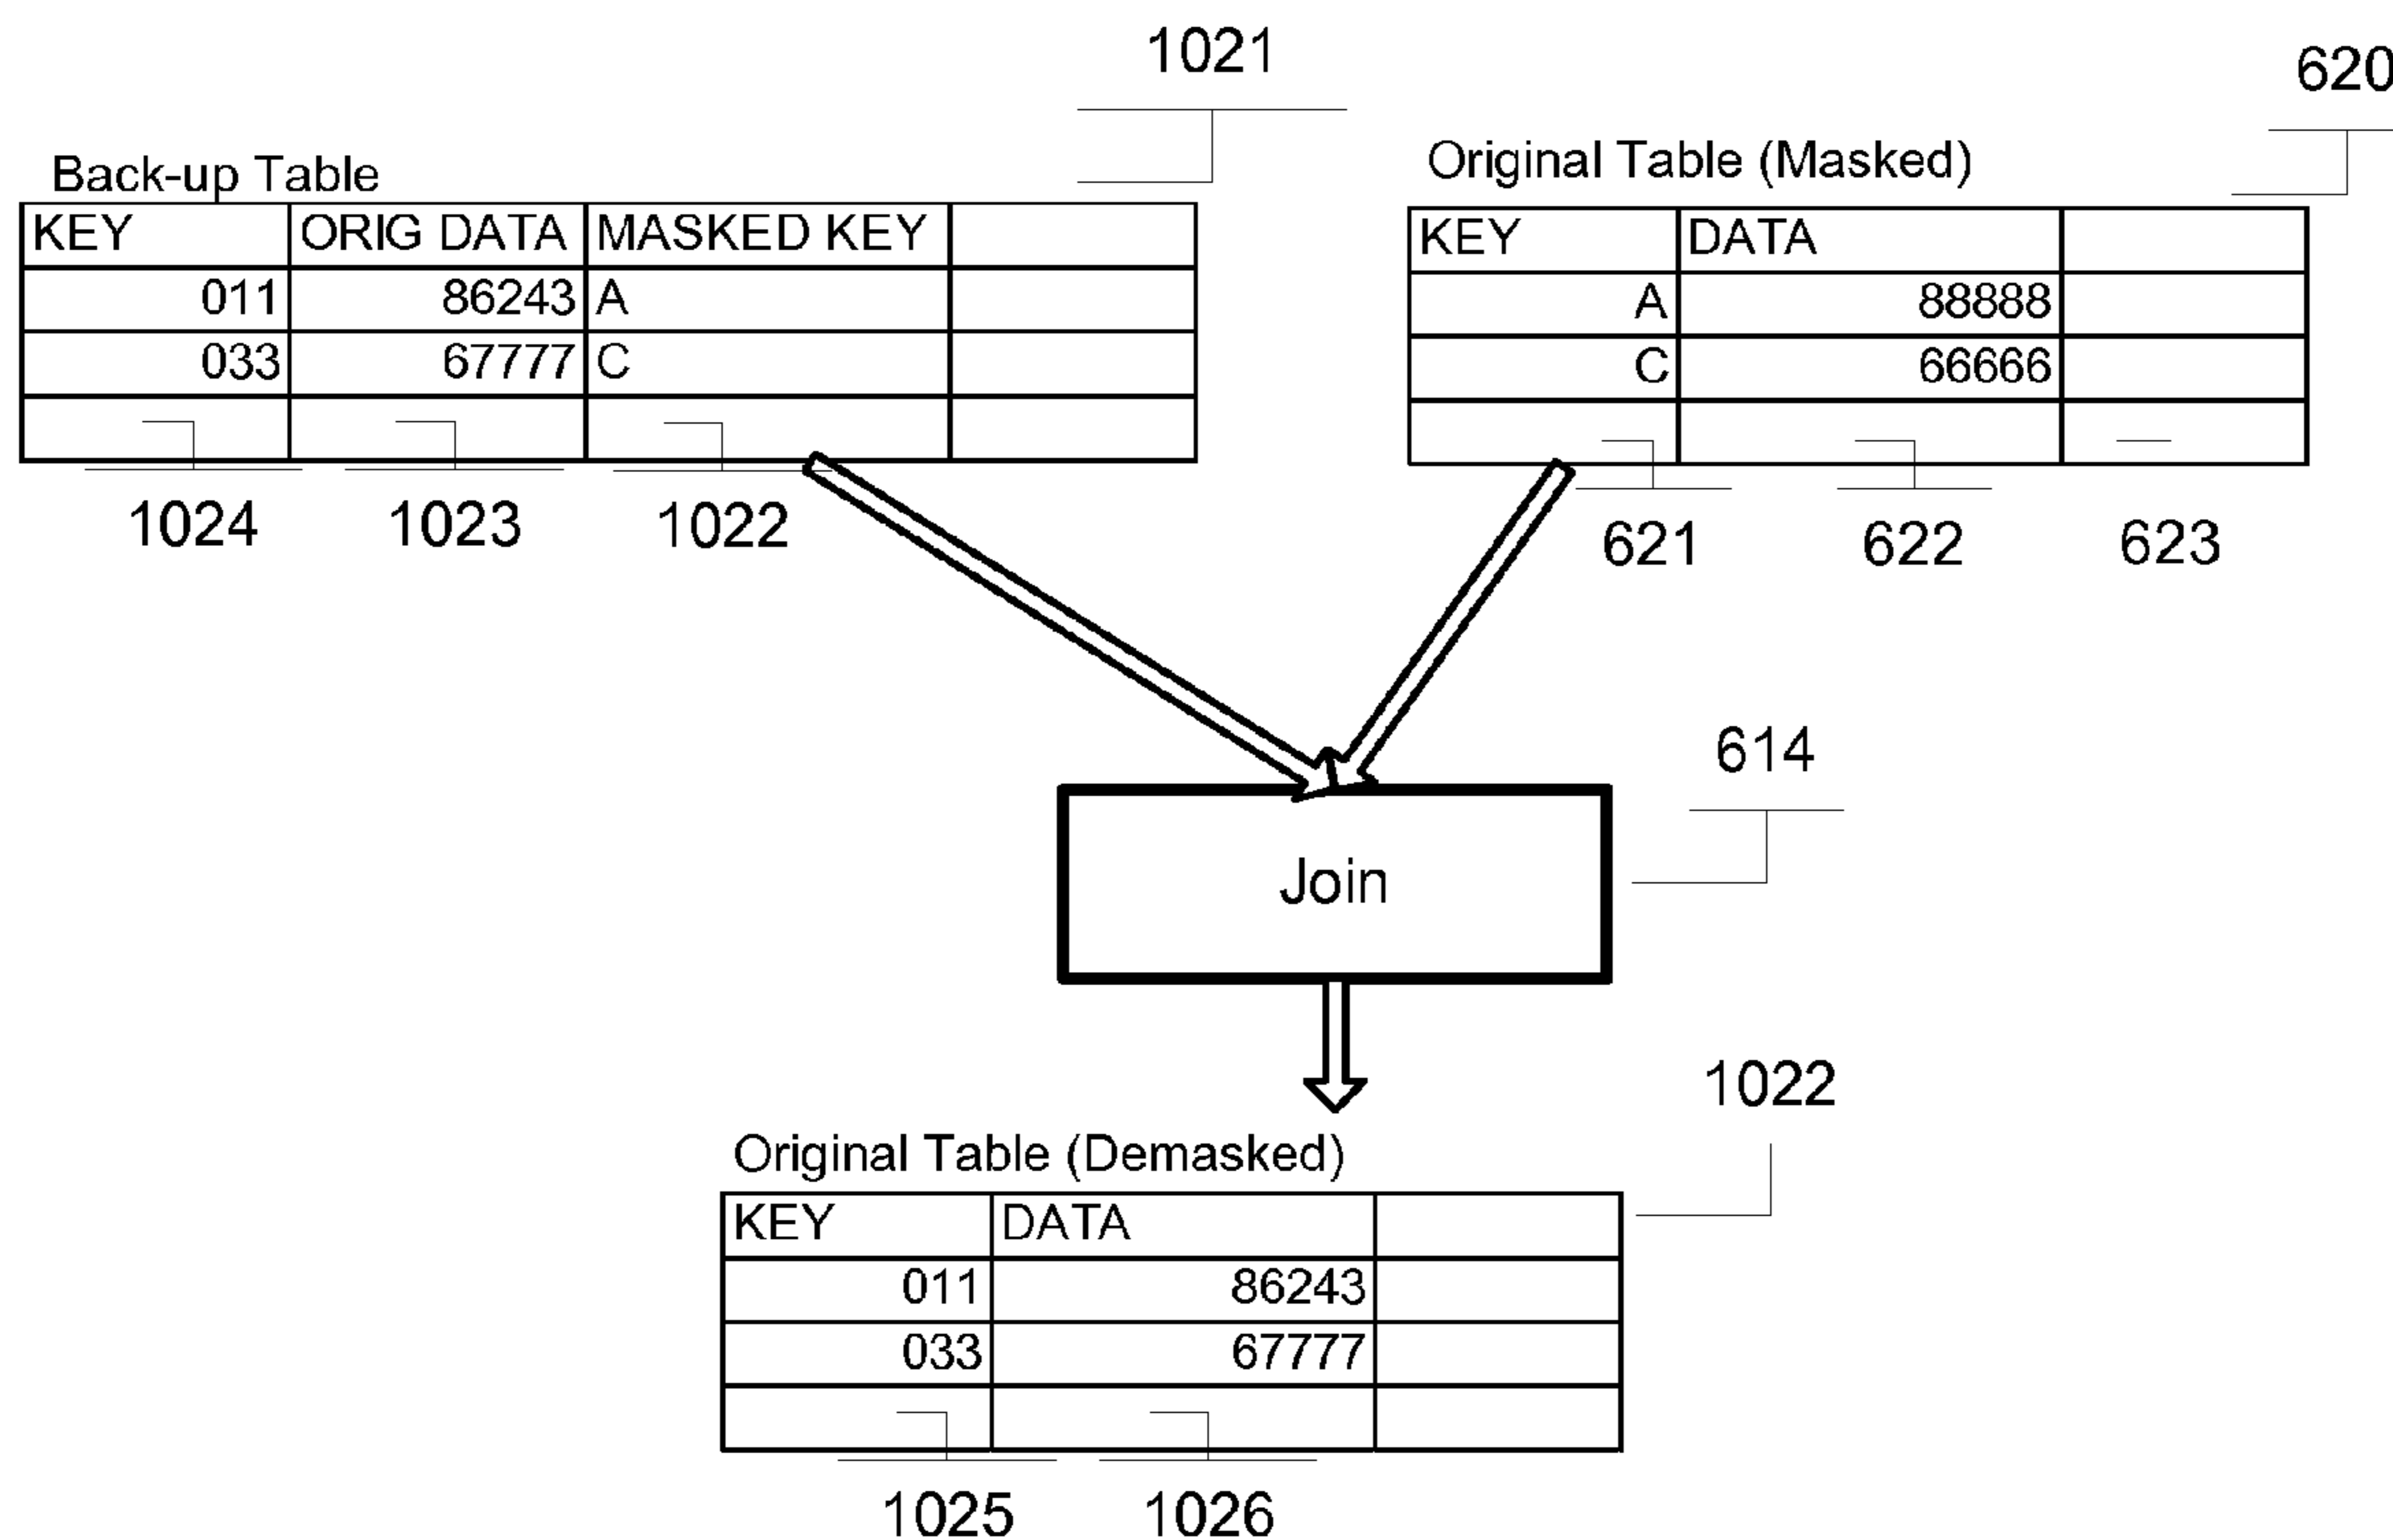 1021
620
Back-up Table
Original Table (Masked)
KEY ORIG DATA MASKED KEY
011 86243 A
033 67777 C
KEY DATA
A 88888
C 66666
1024 1023 1022
621 622 623
614
Join
1022
Original Table (Demasked)
KEY DATA
011 86243
033 67777
1025 1026